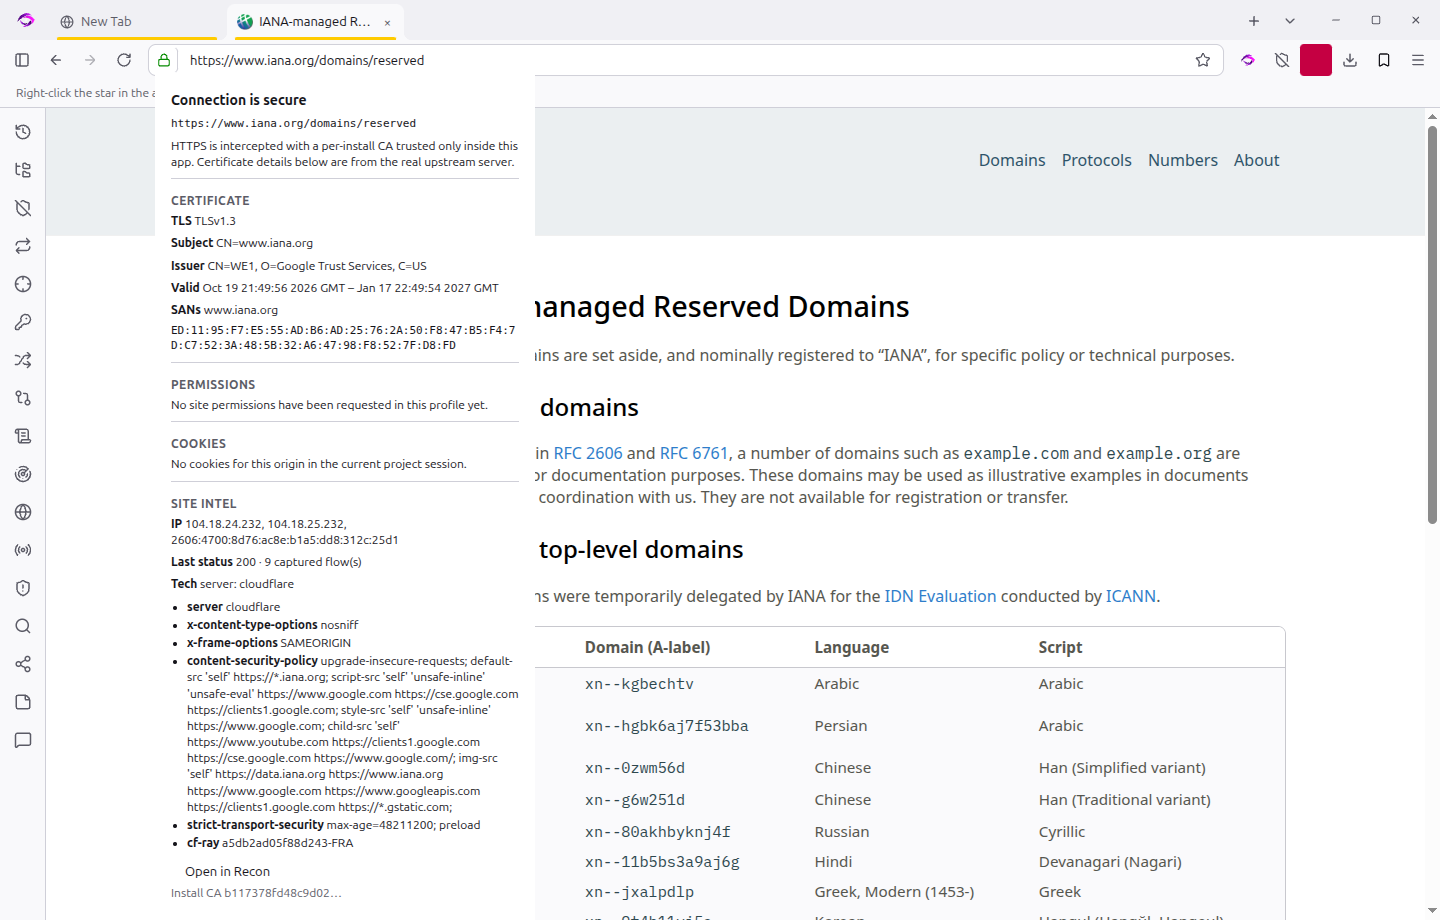 New Tab
IANA-managed R...
https://www.iana.org/domains/reserved
Right-click the star in the a
Connection is secure
https://www.iana.org/domains/reserved
HTTPS is intercepted with a per-install CA trusted only inside this
app. Certificate details below are from the real upstream server.
CERTIFICATE
TLS TLSv1.3
Subject CN=www.iana.org
Issuer CN=WE1, O=Google Trust Services, C=US
Valid Oct 19 21:49:56 2026 GMT – Jan 17 22:49:54 2027 GMT
SANs www.iana.org
ED:11:95:F7:E5:55:AD:B6:AD:25:76:2A:50:F8:47:B5:F4:7
D:C7:52:3A:48:5B:32:A6:47:98:F8:52:7F:D8:FD
PERMISSIONS
No site permissions have been requested in this profile yet.
COOKIES
No cookies for this origin in the current project session.
SITE INTEL
IP 104.18.24.232, 104.18.25.232,
2606:4700:8d76:ac8e:b1a5:dd8:312c:25d1
Last status 200 · 9 captured flow(s)
Tech server: cloudflare
server cloudflare
x-content-type-options nosniff
x-frame-options SAMEORIGIN
content-security-policy upgrade-insecure-requests; default-
src 'self' https://*.iana.org; script-src 'self' 'unsafe-inline'
'unsafe-eval' https://www.google.com https://cse.google.com
https://clients1.google.com; style-src 'self' 'unsafe-inline'
https://www.google.com; child-src 'self'
https://www.youtube.com https://clients1.google.com
https://cse.google.com https://www.google.com/; img-src
'self' https://data.iana.org https://www.iana.org
https://www.google.com https://www.googleapis.com
https://clients1.google.com https://*.gstatic.com;
strict-transport-security max-age=48211200; preload
cf-ray a5db2ad05f88d243-FRA
Open in Recon
Install CA b117378fd48c9d02...
Domains Protocols Numbers About
managed Reserved Domains
ins are set aside, and nominally registered to “IANA”, for specific policy or technical purposes.
domains
in RFC 2606 and RFC 6761, a number of domains such as example.com and example.org are
or documentation purposes. These domains may be used as illustrative examples in documents
coordination with us. They are not available for registration or transfer.
top-level domains
ns were temporarily delegated by IANA for the IDN Evaluation conducted by ICANN.
Domain (A-label) Language Script
xn--kgbechtv Arabic Arabic
xn--hgbk6aj7f53bba Persian Arabic
xn--0zwm56d Chinese Han (Simplified variant)
xn--g6w251d Chinese Han (Traditional variant)
xn--80akhbyknj4f Russian Cyrillic
xn--11b5bs3a9aj6g Hindi Devanagari (Nagari)
xn--jxalpdlp Greek, Modern (1453-) Greek